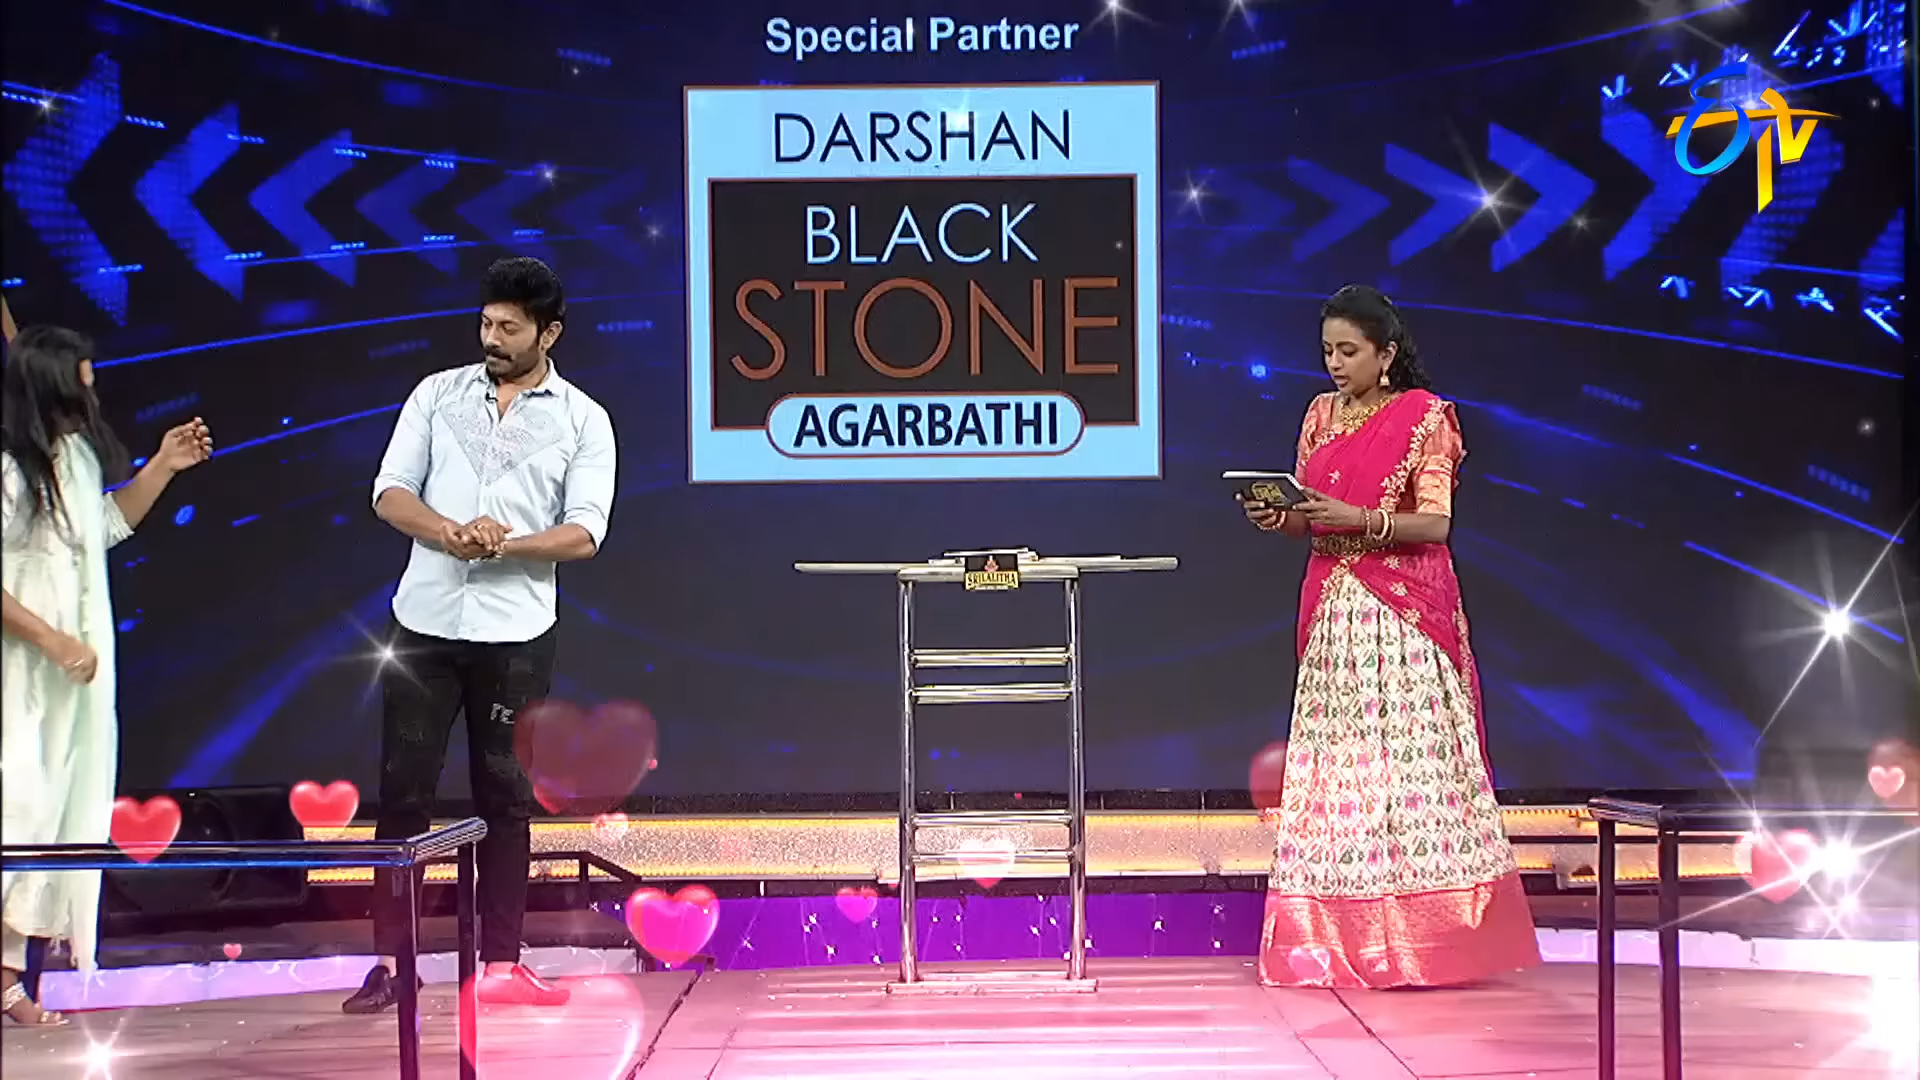 Special Partner
DARSHAN
BLACK
STONE
AGARBATHI
ETV
SRILALITHA